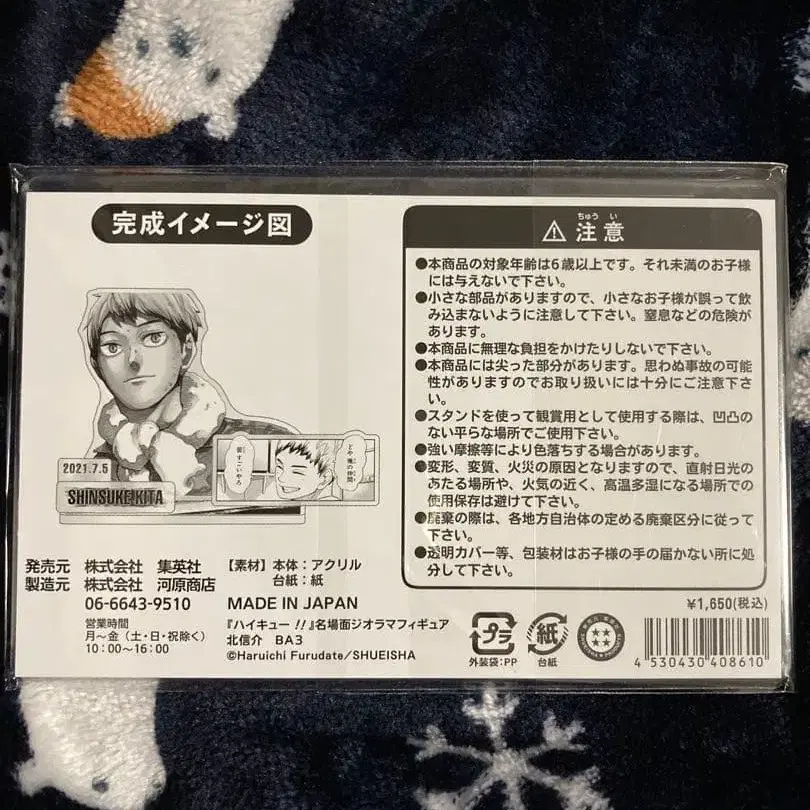 完成イメージ図
どや俺の仲間
皆すごいやろ
2021.7.5
SHINSUKE KITA
発売元 株式会社 集英社
製造元 株式会社 河原商店
06-6643-9510
営業時間
月～金（土・日・祝除く）
10：00～16：00
【素材】本体：アクリル
台紙：紙
MADE IN JAPAN
『ハイキュー!!』名場面ジオラマフィギュア
北信介 BA3
©Haruichi Furudate/SHUEISHA
ちゅう い
⚠ 注意
●本商品の対象年齢は6歳以上です。それ未満のお子様
には与えないで下さい。
●小さな部品がありますので、小さなお子様が誤って飲
み込まないように注意して下さい。窒息などの危険が
あります。
●本商品に無理な負担をかけたりしないで下さい。
●本商品には尖った部分があります。思わぬ事故の可能
性がありますのでお取り扱いには十分にご注意下さ
い。
●スタンドを使って観賞用として使用する際は、凹凸の
ない平らな場所でご使用下さい。
●強い摩擦等により色落ちする場合があります。
●変形、変質、火災の原因となりますので、直射日光の
あたる場所や、火気の近く、高温多湿になる場所での
使用保存は避けて下さい。
●廃棄の際は、各地方自治体の定める廃棄区分に従って
下さい。
●透明カバー等、包装材はお子様の手の届かない所に処
分して下さい。
¥1,650(税込)
プラ
外装袋：PP
紙
台紙
4 530430 408610